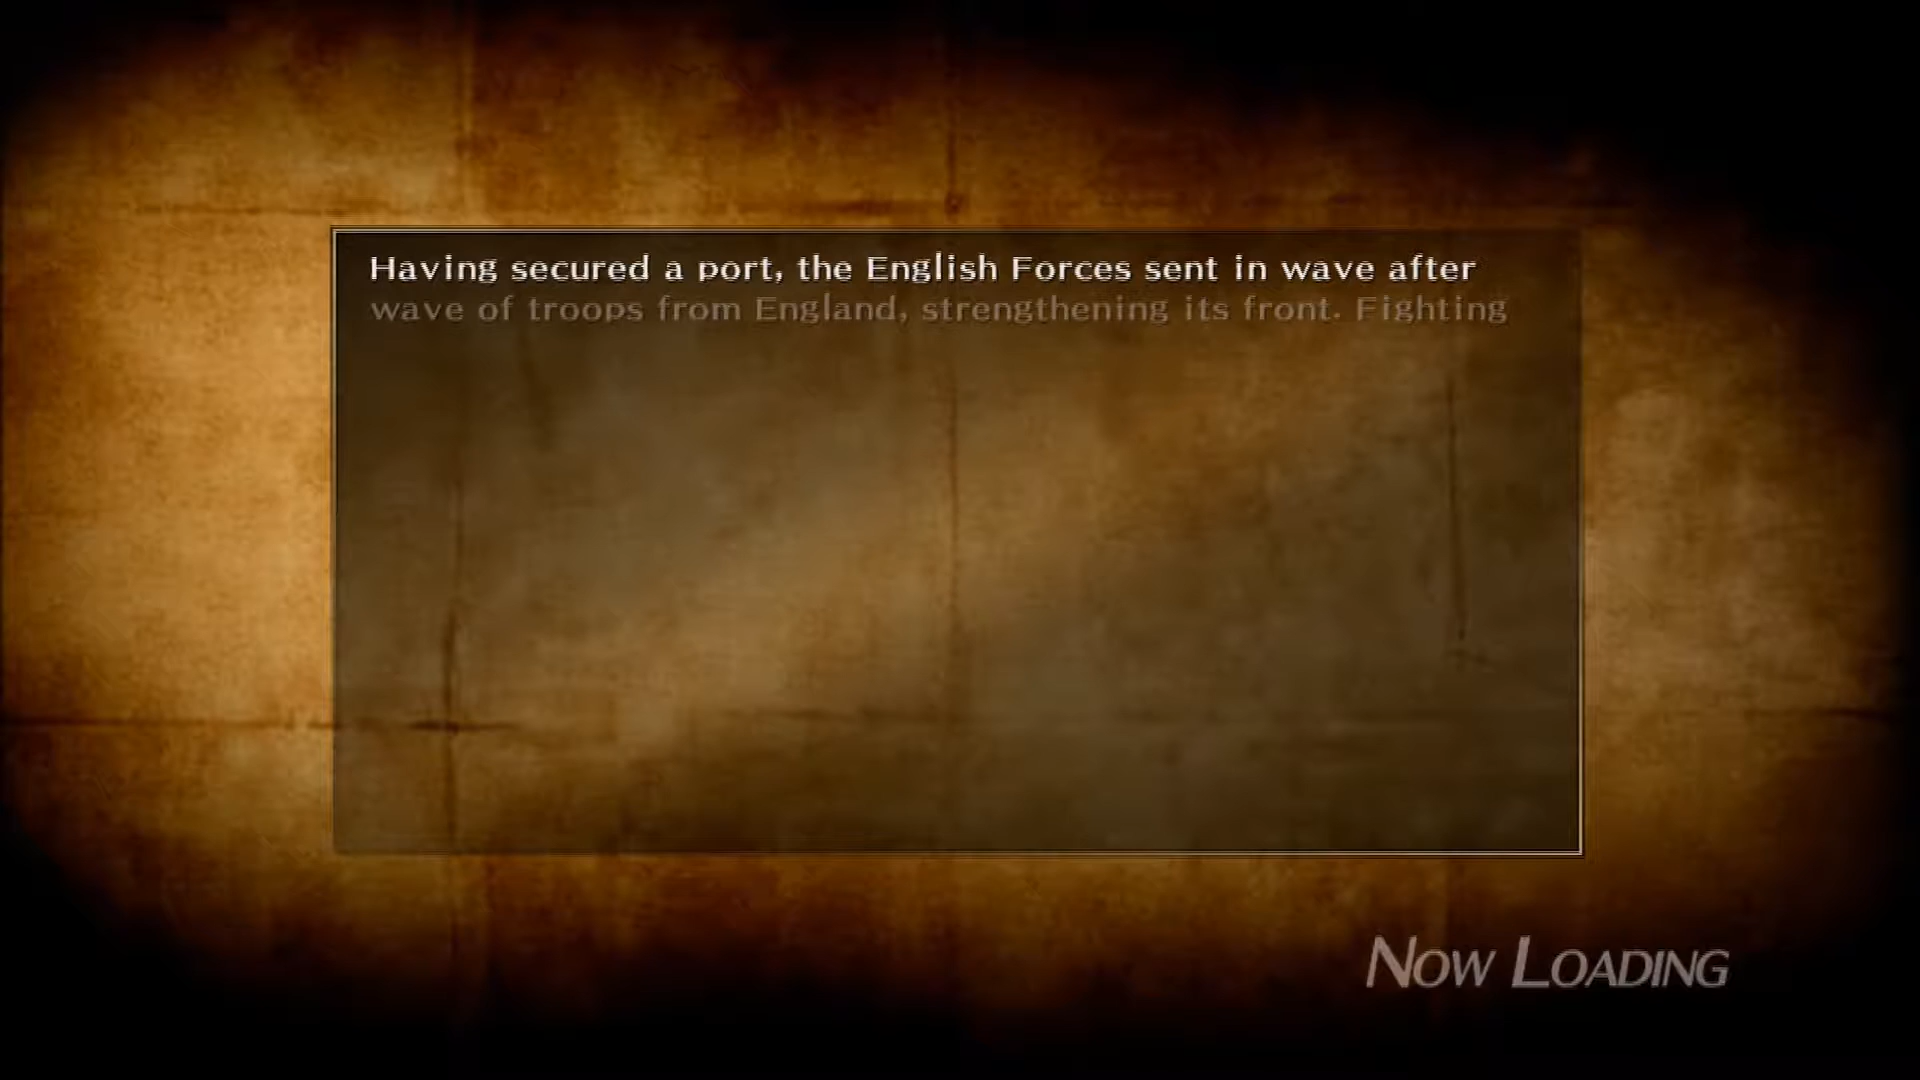 Having secured a port, the English Forces sent in wave after
wave of troops from England, strengthening its front. Fighting
NOW LOADING